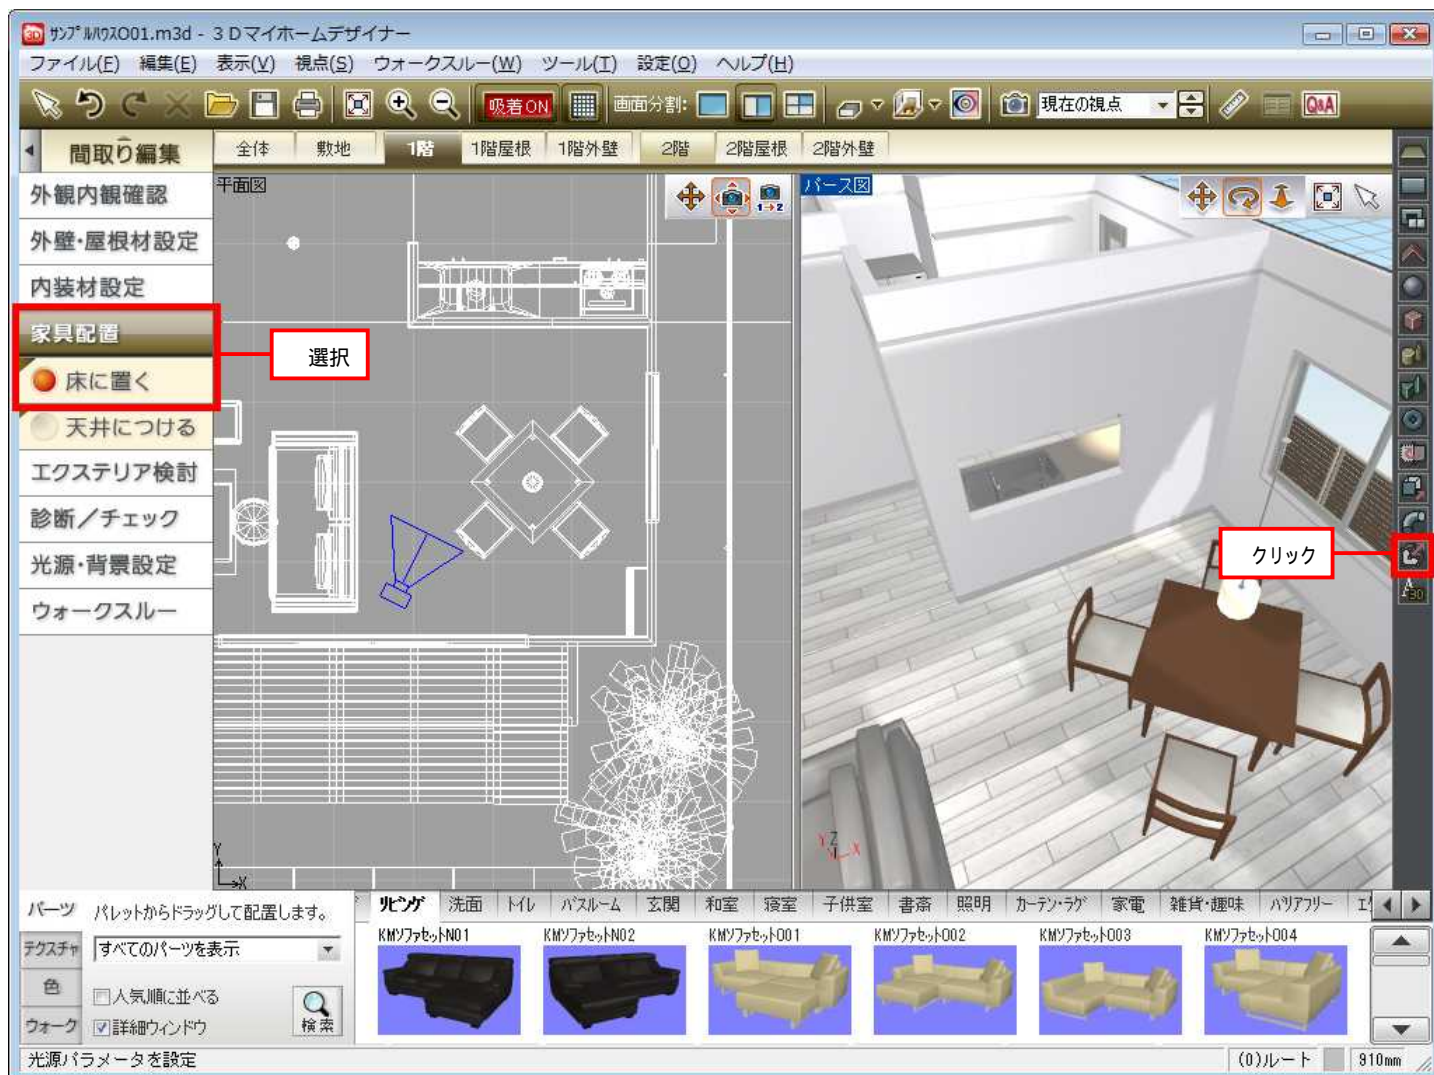 ｻﾝﾌﾟﾙﾊｳｽO01.m3d - 3Dマイホームデザイナー
ファイル(F) 編集(E) 表示(V) 視点(S) ウォークスルー(W) ツール(T) 設定(O) ヘルプ(H)
吸着ON 画面分割: 現在の視点 Q&A
間取り編集 全体 敷地 1階 1階屋根 1階外壁 2階 2階屋根 2階外壁
平面図 1→2 パース図
外観内観確認
外壁・屋根材設定
内装材設定
家具配置
選択
床に置く
天井につける
エクステリア検討
診断／チェック
光源・背景設定
クリック
ウォークスルー
Y
X
Y Z X
パーツ パレットからドラッグして配置します。
ﾘﾋﾞﾝｸﾞ 洗面 ﾄｲﾚ ﾊﾞｽﾙｰﾑ 玄関 和室 寝室 子供室 書斎 照明 ｶｰﾃﾝ・ﾗｸﾞ 家電 雑貨・趣味 ﾊﾞﾘｱﾌﾘｰ
KMｿﾌｧｾｯﾄN01 KMｿﾌｧｾｯﾄN02 KMｿﾌｧｾｯﾄO01 KMｿﾌｧｾｯﾄO02 KMｿﾌｧｾｯﾄO03 KMｿﾌｧｾｯﾄO04
テクスチャ すべてのパーツを表示
色 人気順に並べる
ウォーク 詳細ウィンドウ 検索
光源パラメータを設定 (0)ルート 910mm